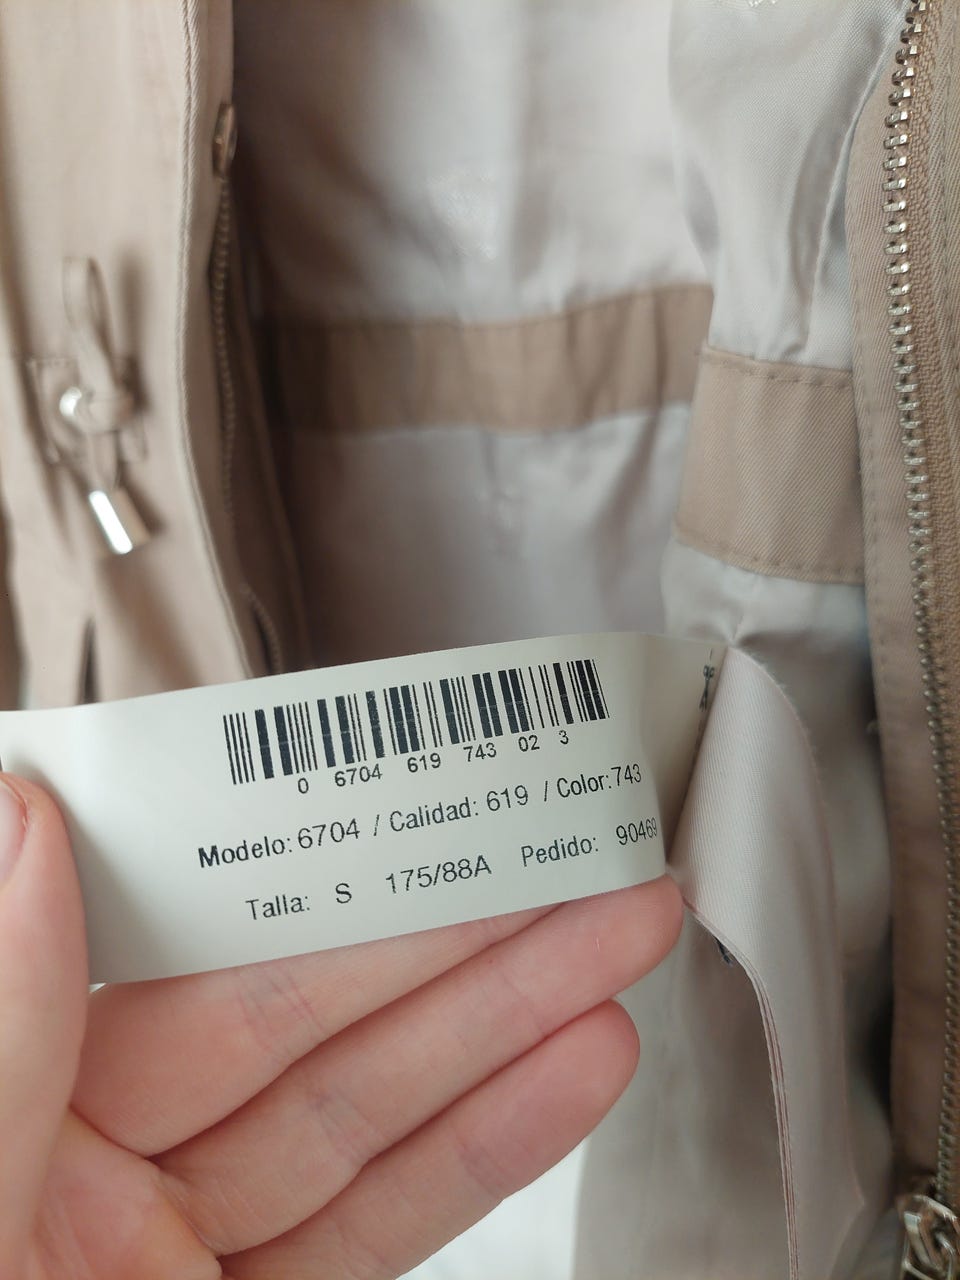 0 6704 619 743 02 3
Modelo: 6704 / Calidad: 619 / Color: 743
Talla: S 175/88A Pedido: 90469